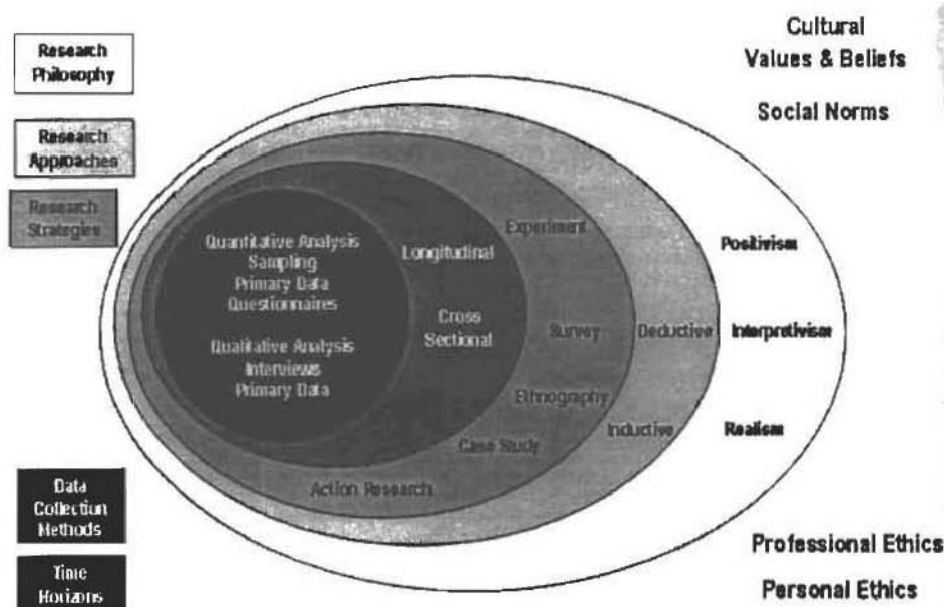 Research
Philosophy
Research
Approaches
Research
Strategies
Cultural
Values & Beliefs
Social Norms
Quantitative Analysis
Sampling
Primary Data
Questionnaires
Qualitative Analysis
Interviews
Primary Data
Longitudinal
Cross
Sectional
Experiment
Survey
Ethnography
Case Study
Action Research
Deductive
Inductive
Positivism
Interpretivism
Realism
Data
Collection
Methods
Time
Horizons
Professional Ethics
Personal Ethics